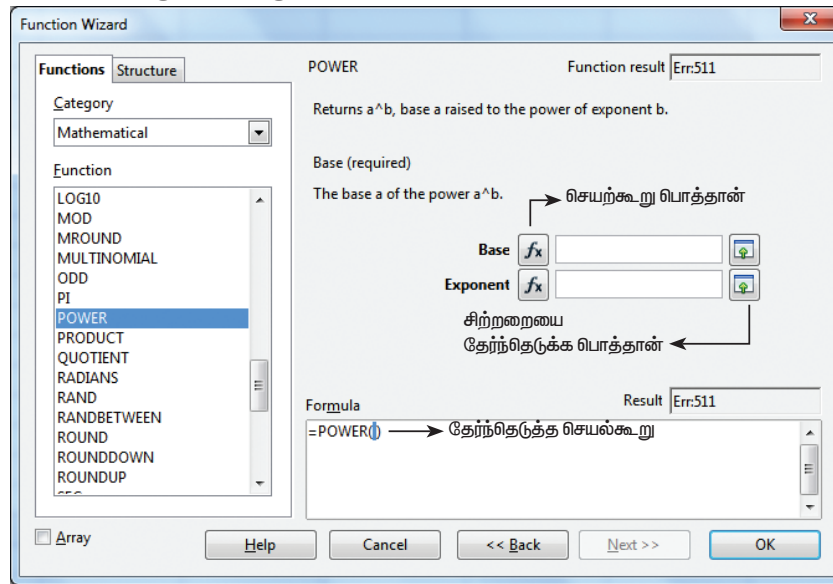 Function Wizard
Functions Structure
Category
Mathematical
Function
LOG10
MOD
MROUND
MULTINOMIAL
ODD
PI
POWER
PRODUCT
QUOTIENT
RADIANS
RAND
RANDBETWEEN
ROUND
ROUNDDOWN
ROUNDUP
POWER Function result Err:511
Returns a^b, base a raised to the power of exponent b.
Base (required)
The base a of the power a^b.
செயற்கூறு பொத்தான்
Base fx
Exponent fx
சிற்றறையை
தேர்ந்தெடுக்க பொத்தான்
Formula Result Err:511
=POWER() தேர்ந்தெடுத்த செயல்கூறு
Array Help Cancel << Back Next >> OK